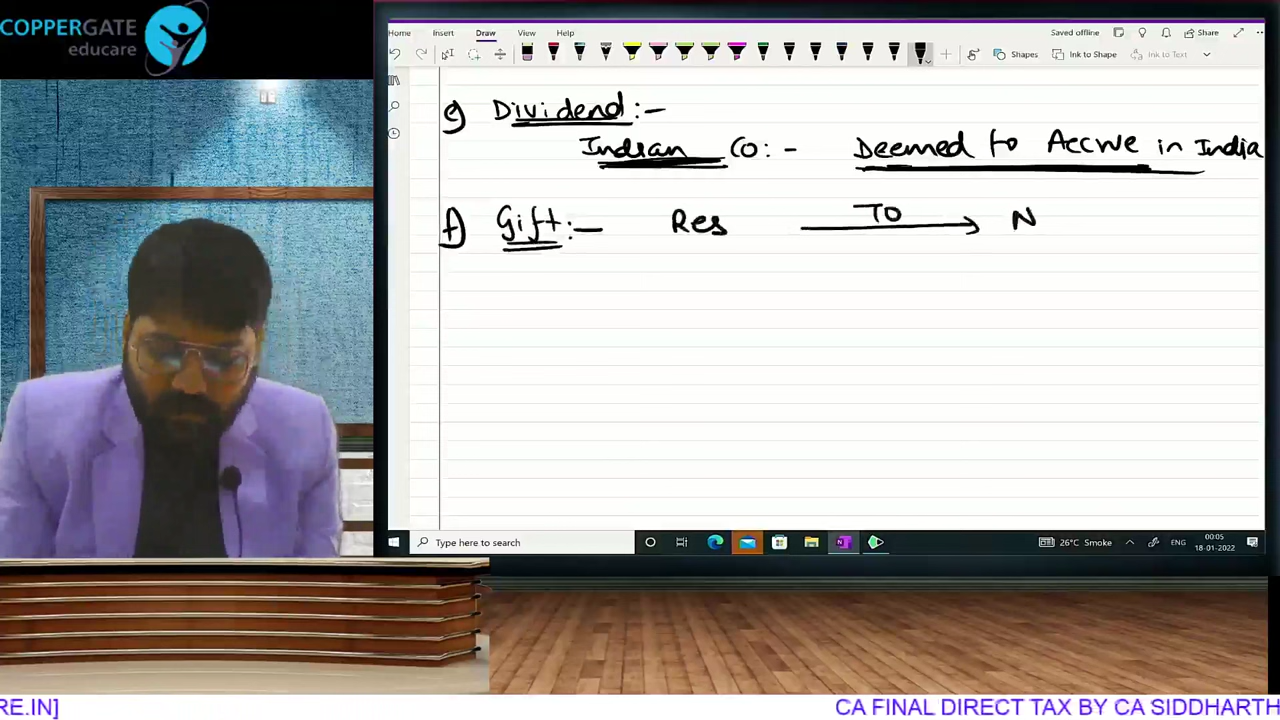 COPPERGATE
educare
Home Insert Draw View Help Saved offline Share
Shapes Ink to Shape Ink to Text
g) Dividend:-
Indian Co:- Deemed to Accrue in India
f) Gift:- Res TO N
Type here to search
26°C Smoke ENG 00:05
18-01-2022
RE.IN] CA FINAL DIRECT TAX BY CA SIDDHARTH